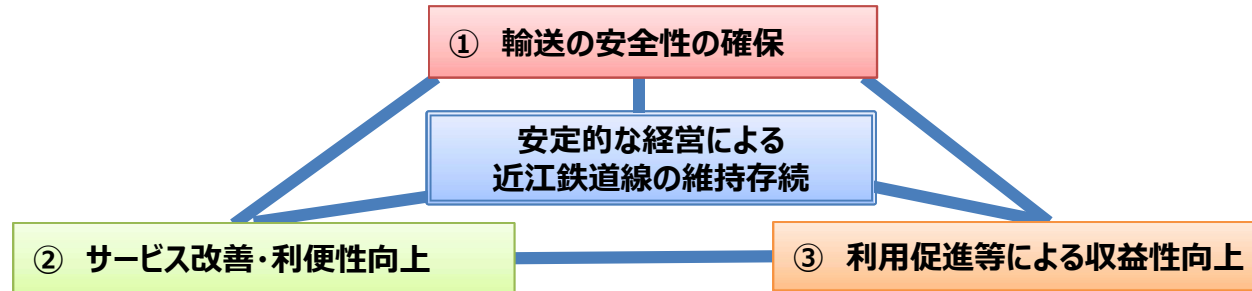 ① 輸送の安全性の確保
安定的な経営による
近江鉄道線の維持存続
② サービス改善・利便性向上
③ 利用促進等による収益性向上